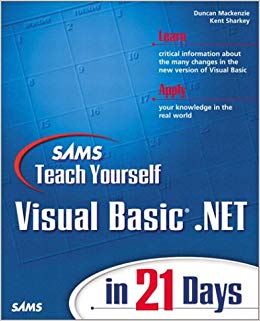 Duncan Mackenzie
Kent Sharkey
Learn
critical information about
the many changes in the
new version of Visual Basic
Apply
your knowledge in the
real world
SAMS
Teach Yourself
Visual Basic® .NET
in 21 Days
SAMS